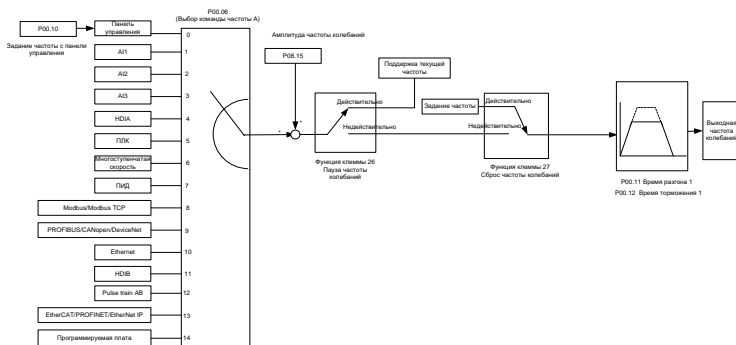 P00.06
(Выбор команды частоты А)
P00.10
Панель
управления
0
Задание частоты с панели
управления
AI1
1
AI2
2
AI3
3
HDIA
4
ПЛК
5
Многоступенчатая
скорость
6
ПИД
7
Modbus/Modbus TCP
8
PROFIBUS/CANopen/DeviceNet
9
Ethernet
10
HDIB
11
Pulse train AB
12
EtherCAT/PROFINET/EtherNet IP
13
Программируемая плата
14
Амплитуда частоты колебаний
P08.15
Поддержка текущей
частоты
Действительно
Недействительно
Функция клеммы 26
Пауза частоты
колебаний
Задание частоты
Действительно
Недействительно
Функция клеммы 27
Сброс частоты колебаний
P00.11 Время разгона 1
P00.12 Время торможения 1
Выходная
частота
колебаний